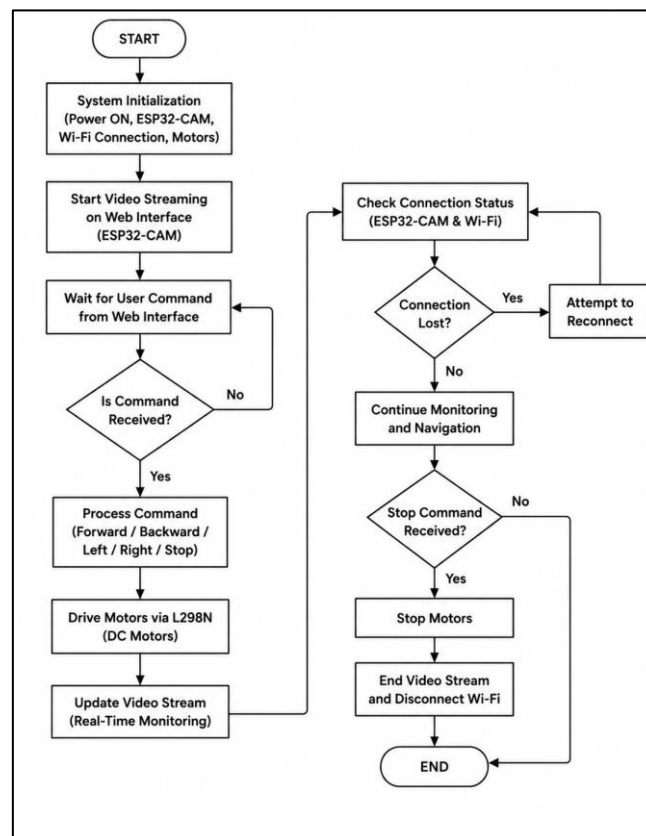 START
System Initialization
(Power ON, ESP32-CAM,
Wi-Fi Connection, Motors)
Start Video Streaming
on Web Interface
(ESP32-CAM)
Wait for User Command
from Web Interface
Is Command
Received?
No
Yes
Process Command
(Forward / Backward /
Left / Right / Stop)
Drive Motors via L298N
(DC Motors)
Update Video Stream
(Real-Time Monitoring)
Check Connection Status
(ESP32-CAM & Wi-Fi)
Connection
Lost?
Yes
Attempt to
Reconnect
No
Continue Monitoring
and Navigation
Stop Command
Received?
No
Yes
Stop Motors
End Video Stream
and Disconnect Wi-Fi
END